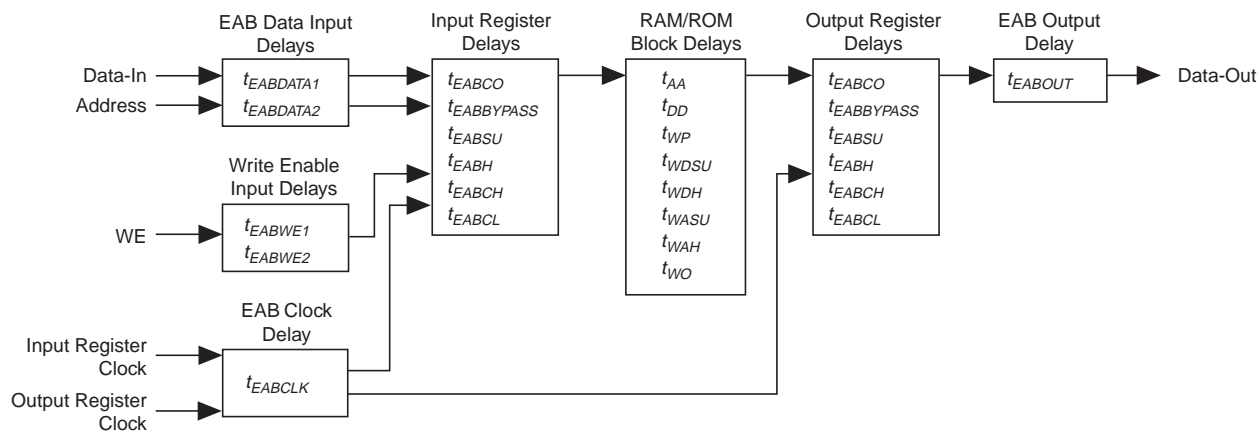 EAB Data Input
Delays
Input Register
Delays
RAM/ROM
Block Delays
Output Register
Delays
EAB Output
Delay
Data-In
Address
tEABDATA1
tEABDATA2
tEABCO
tEABBYPASS
tEABSU
tEABH
tEABCH
tEABCL
tAA
tDD
tWP
tWDSU
tWDH
tWASU
tWAH
tWO
tEABCO
tEABBYPASS
tEABSU
tEABH
tEABCH
tEABCL
tEABOUT
Data-Out
Write Enable
Input Delays
WE
tEABWE1
tEABWE2
EAB Clock
Delay
Input Register
Clock
Output Register
Clock
tEABCLK